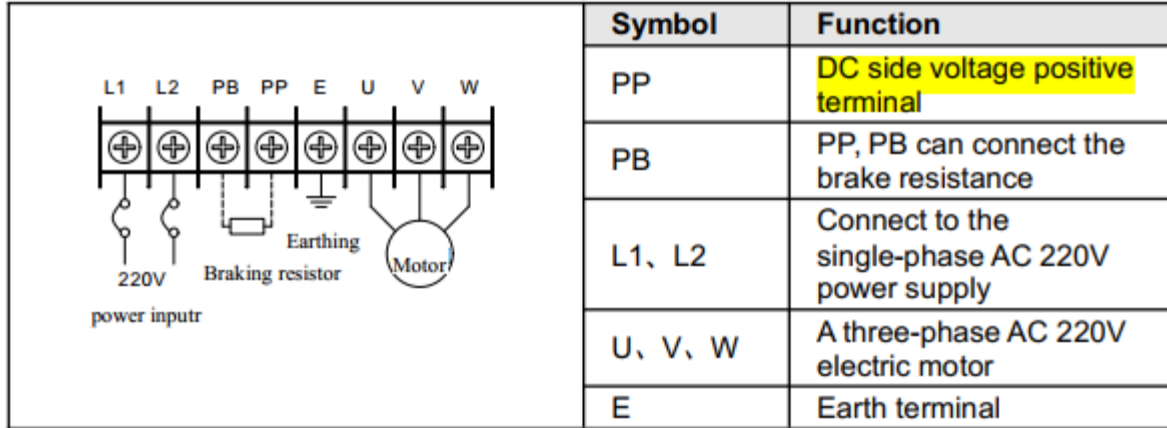 L1 L2 PB PP E U V W
220V
power inputr
Braking resistor
Earthing
Motor
Symbol Function
PP DC side voltage positive
terminal
PB PP, PB can connect the
brake resistance
L1、L2 Connect to the
single-phase AC 220V
power supply
U、V、W A three-phase AC 220V
electric motor
E Earth terminal